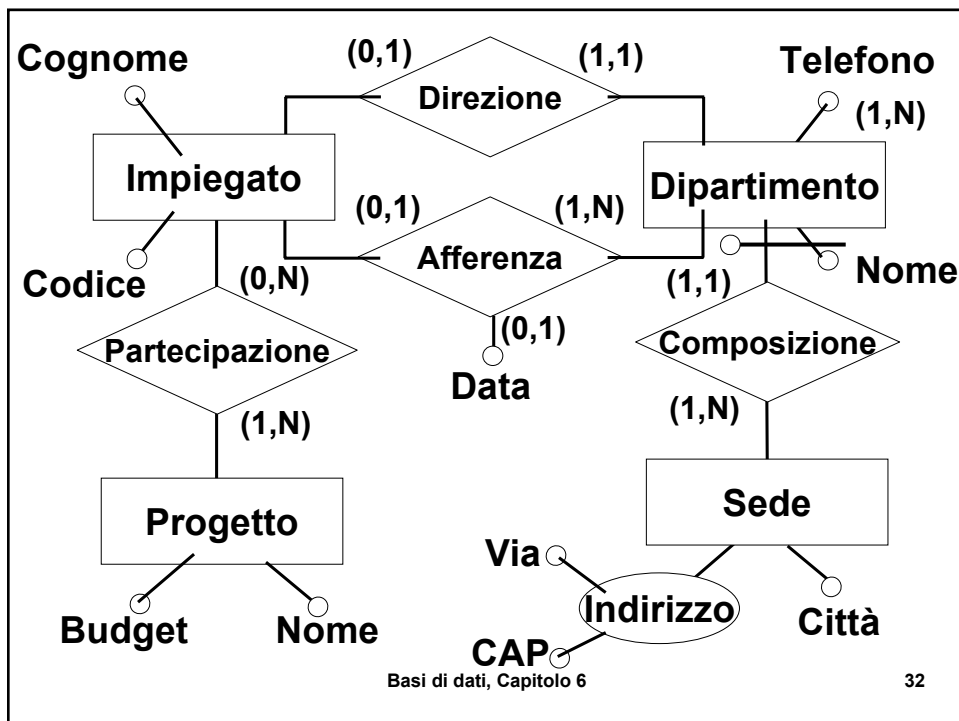 (0,1)
(1,1)
Cognome
Telefono
Direzione
(1,N)
Impiegato
Dipartimento
(0,1)
(1,N)
Afferenza
Codice
(0,N)
(1,1)
Nome
(0,1)
Partecipazione
Composizione
Data
(1,N)
(1,N)
Progetto
Sede
Via
Indirizzo
Budget
Nome
Città
CAP
Basi di dati, Capitolo 6
32